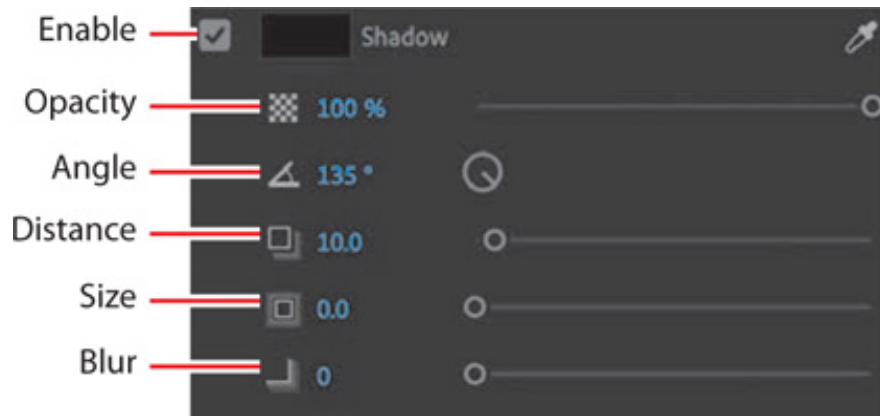 Enable Shadow
Opacity 100 %
Angle 135 °
Distance 10.0
Size 0.0
Blur 0